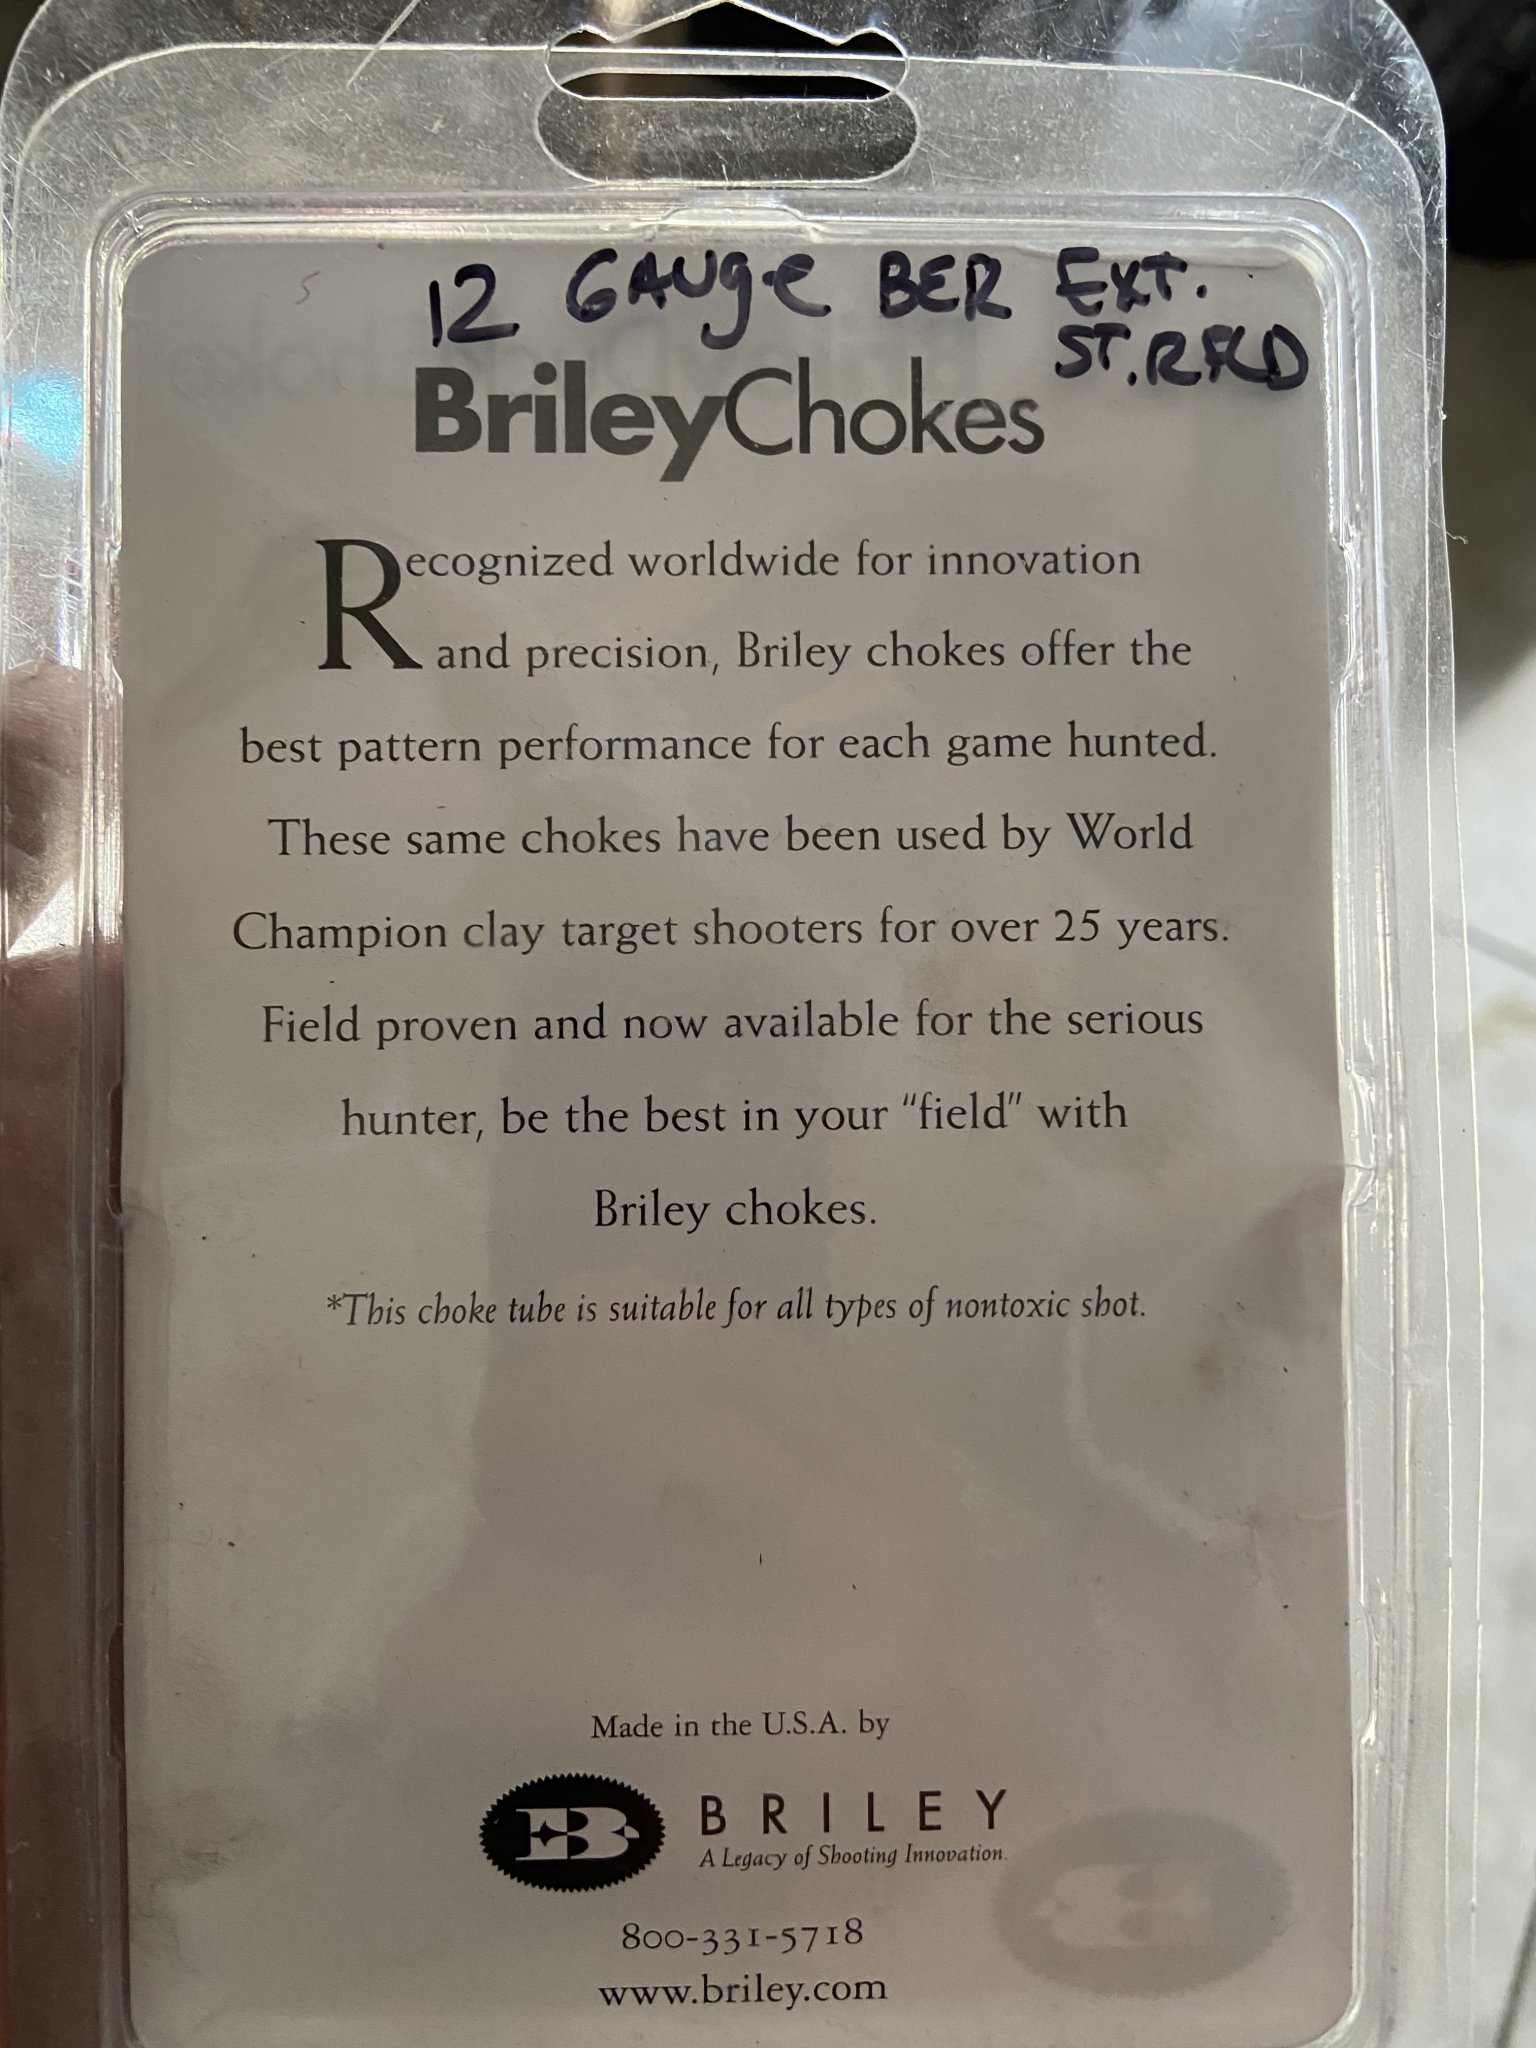 12 GAUge BER EXT.
ST. RFLD
BrileyChokes
Recognized worldwide for innovation
and precision, Briley chokes offer the
best pattern performance for each game hunted.
These same chokes have been used by World
Champion clay target shooters for over 25 years.
Field proven and now available for the serious
hunter, be the best in your "field" with
Briley chokes.
*This choke tube is suitable for all types of nontoxic shot.
Made in the U.S.A. by
BRILEY
A Legacy of Shooting Innovation.
800-331-5718
www.briley.com